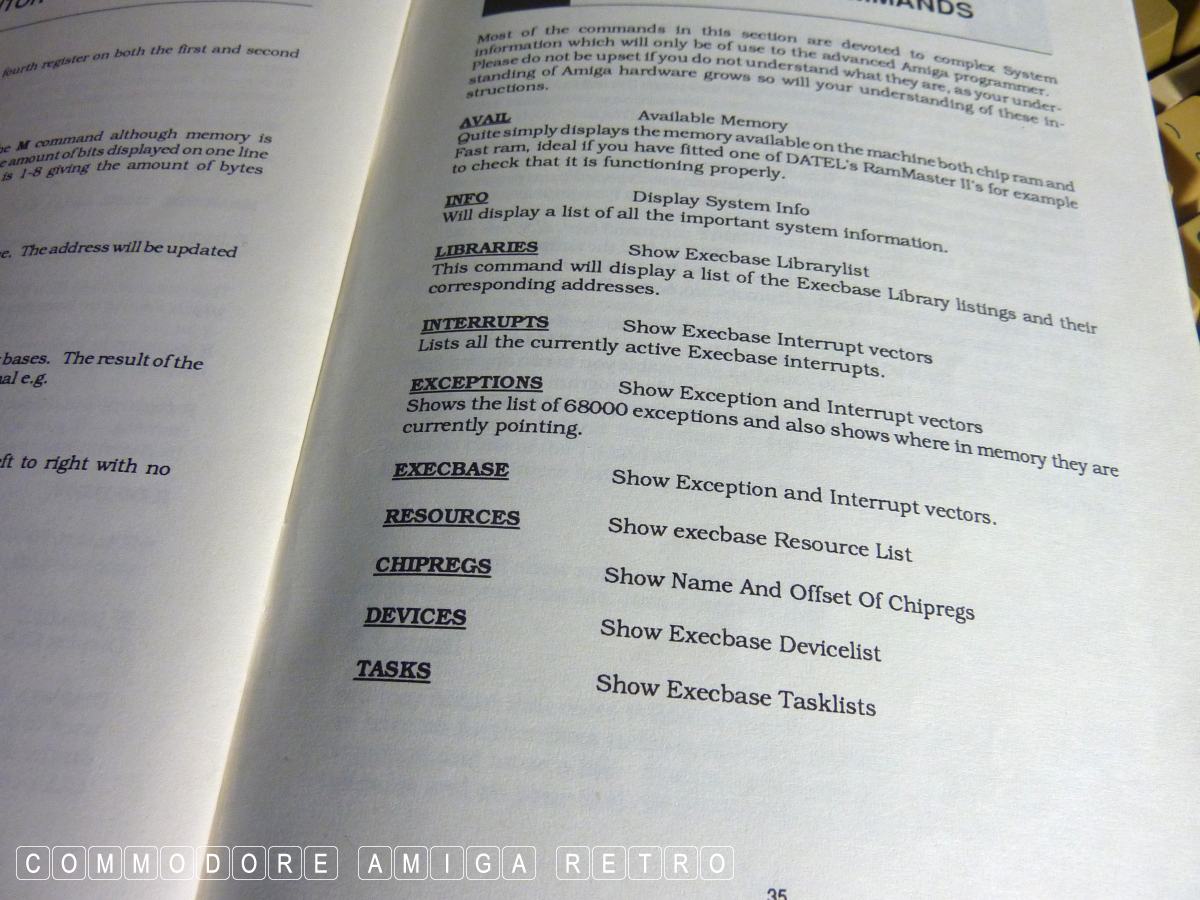 fourth register on both the first and second
M command although memory is
amount of bits displayed on one line
is 1-8 giving the amount of bytes
The address will be updated
bases. The result of the
e.g.
to right with no
Most of the commands in this section are devoted to complex System
information which will only be of use to the advanced Amiga programmer.
Please do not be upset if you do not understand what they are, as your under-
standing of Amiga hardware grows so will your understanding of these in-
structions.
AVAIL Available Memory
Quite simply displays the memory available on the machine both chip ram and
Fast ram, ideal if you have fitted one of DATEL's RamMaster II's for example
to check that it is functioning properly.
INFO Display System Info
Will display a list of all the important system information.
LIBRARIES Show Execbase Librarylist
This command will display a list of the Execbase Library listings and their
corresponding addresses.
INTERRUPTS Show Execbase Interrupt vectors
Lists all the currently active Execbase interrupts.
EXCEPTIONS Show Exception and Interrupt vectors
Shows the list of 68000 exceptions and also shows where in memory they are
currently pointing.
EXECBASE Show Exception and Interrupt vectors.
RESOURCES Show execbase Resource List
CHIPREGS Show Name And Offset Of Chipregs
DEVICES Show Execbase Devicelist
TASKS Show Execbase Tasklists
35
COMMODORE AMIGA RETRO